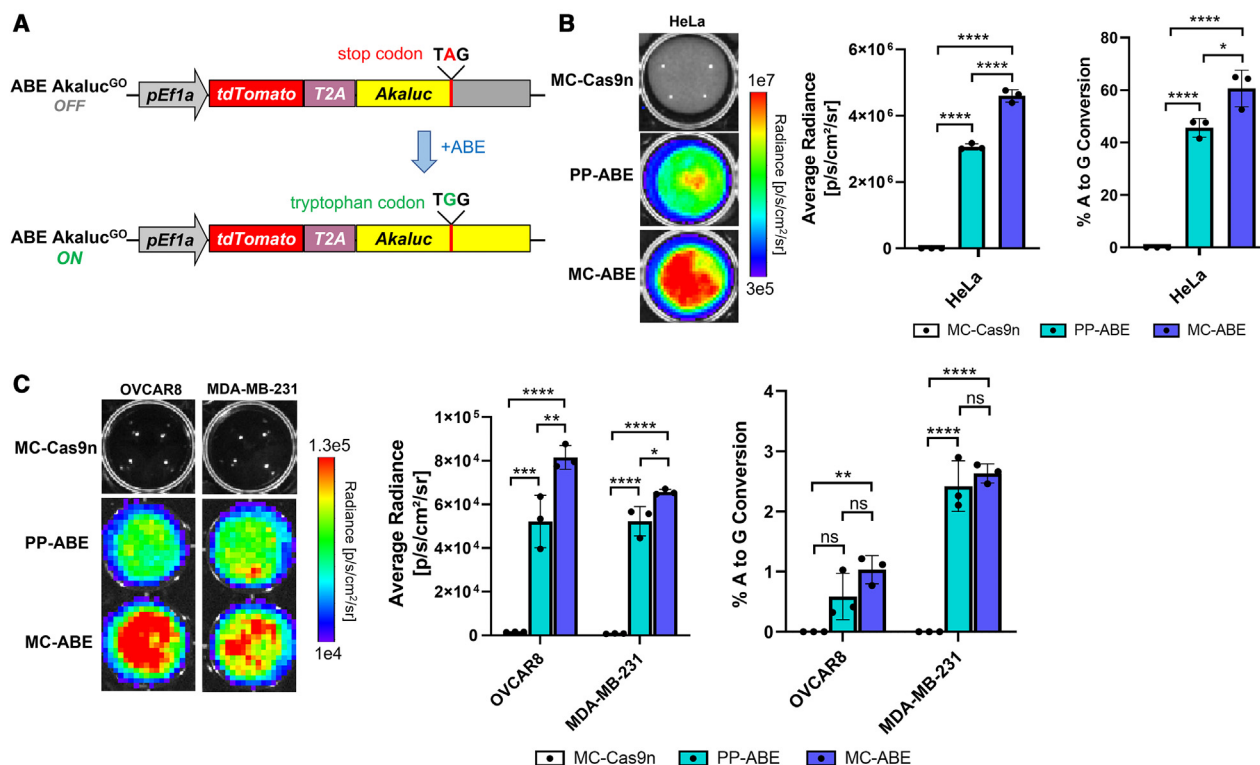 A
stop codon
TAG
ABE Akaluc^GO
OFF
pEf1a
tdTomato
T2A
Akaluc
+ABE
tryptophan codon
TGG
ABE Akaluc^GO
ON
pEf1a
tdTomato
T2A
Akaluc
B
HeLa
MC-Cas9n
PP-ABE
MC-ABE
1e7
Radiance [p/s/cm²/sr]
3e5
Average Radiance
[p/s/cm²/sr]
6×10⁶
4×10⁶
2×10⁶
0
****
****
****
HeLa
% A to G Conversion
80
60
40
20
0
****
*
****
HeLa
MC-Cas9n PP-ABE MC-ABE
C
OVCAR8 MDA-MB-231
MC-Cas9n
PP-ABE
MC-ABE
1.3e5
Radiance [p/s/cm²/sr]
1e4
Average Radiance
[p/s/cm²/sr]
1×10⁵
8×10⁴
6×10⁴
4×10⁴
2×10⁴
0
****
**
***
****
*
****
OVCAR8
MDA-MB-231
% A to G Conversion
4
3
2
1
0
**
ns
ns
****
ns
****
OVCAR8
MDA-MB-231
MC-Cas9n PP-ABE MC-ABE